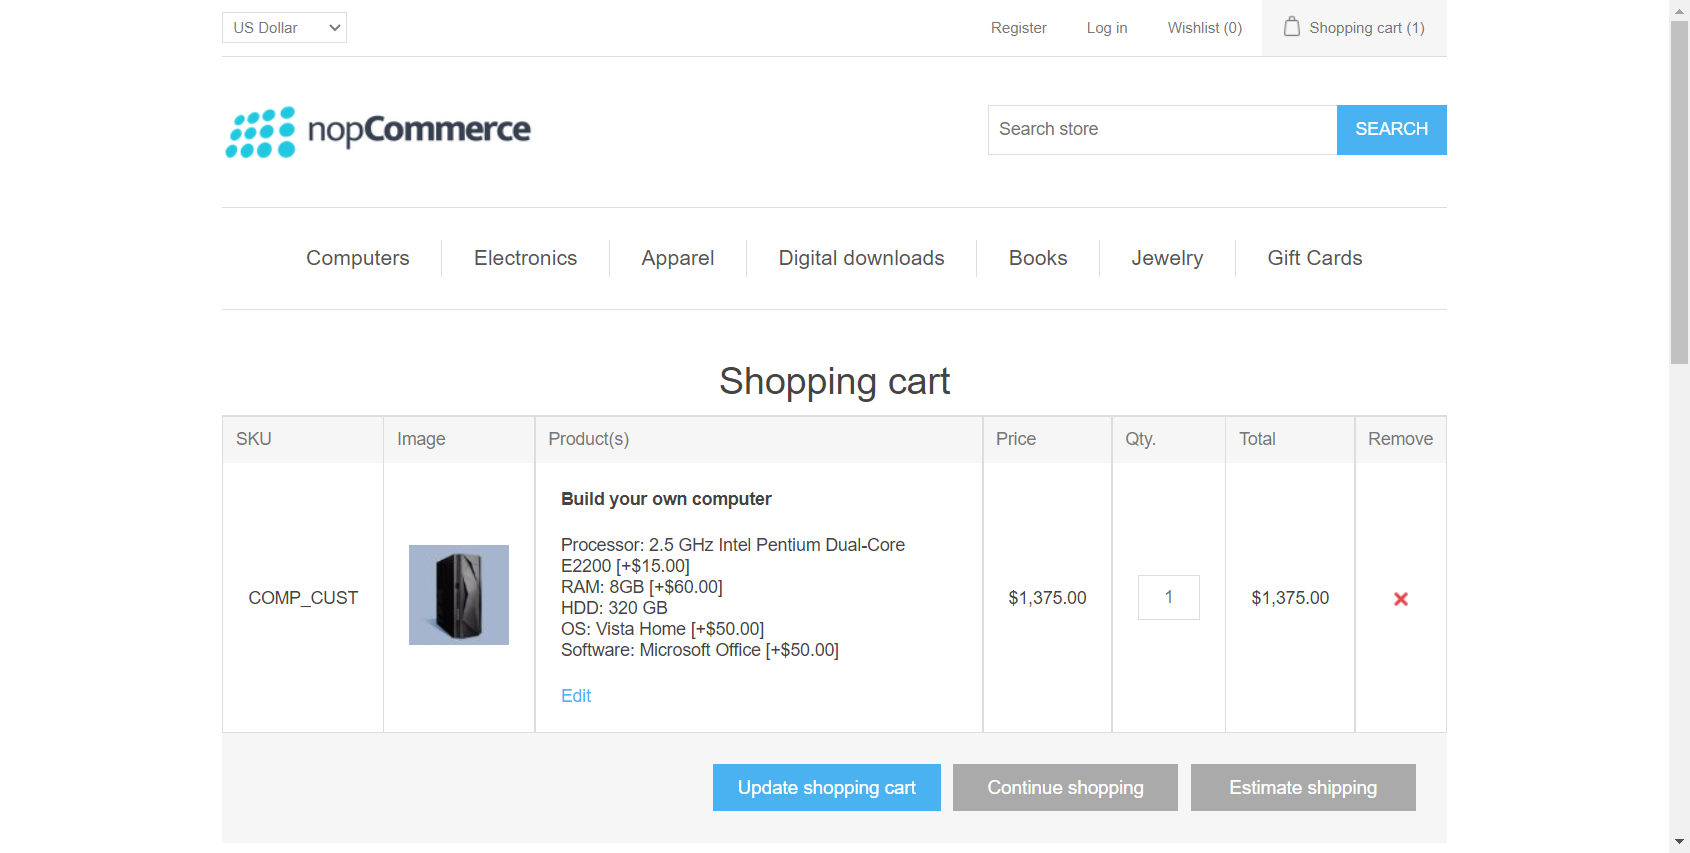 US Dollar
Register
Log in
Wishlist (0)
Shopping cart (1)
nopCommerce
Search store
SEARCH
Computers
Electronics
Apparel
Digital downloads
Books
Jewelry
Gift Cards
Shopping cart
SKU
Image
Product(s)
Price
Qty.
Total
Remove
COMP_CUST
Build your own computer
Processor: 2.5 GHz Intel Pentium Dual-Core
E2200 [+$15.00]
RAM: 8GB [+$60.00]
HDD: 320 GB
OS: Vista Home [+$50.00]
Software: Microsoft Office [+$50.00]
Edit
$1,375.00
1
$1,375.00
Update shopping cart
Continue shopping
Estimate shipping